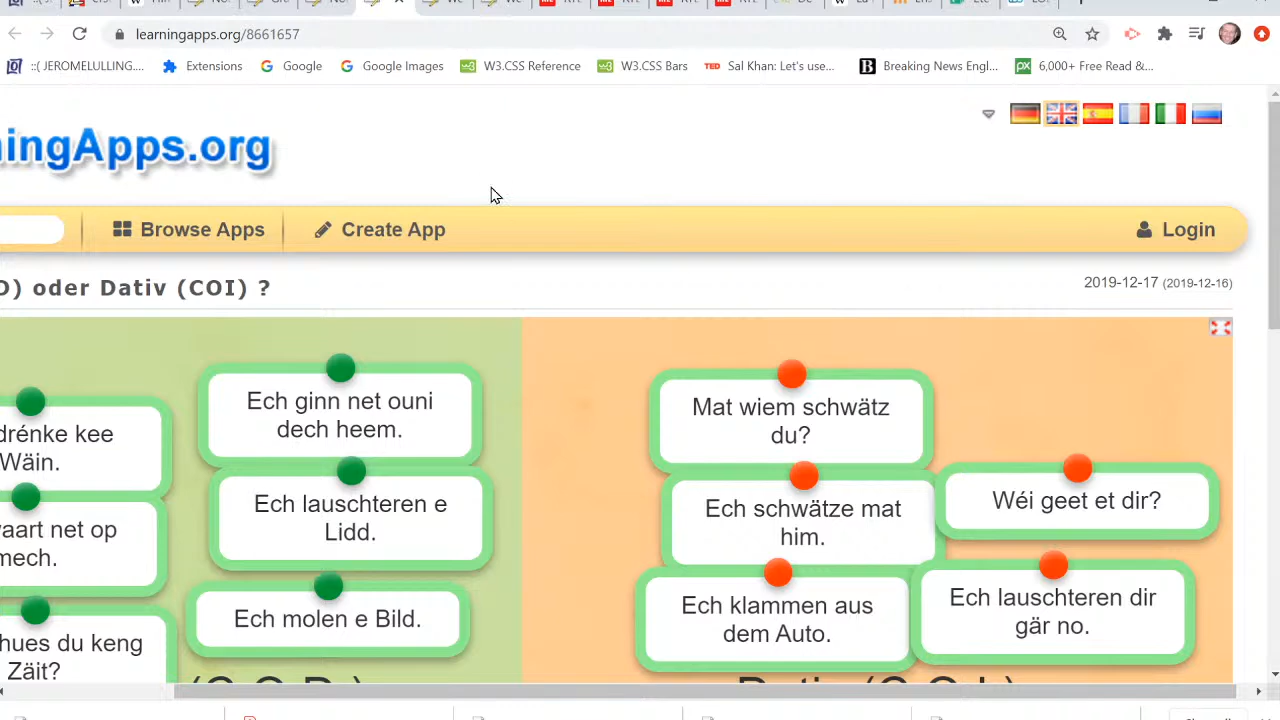 learningapps.org/8661657
::( JEROMELULLING....
Extensions
Google
Google Images
W3.CSS Reference
W3.CSS Bars
TED Sal Khan: Let's use...
B Breaking News Engl...
px 6,000+ Free Read &...
ningApps.org
Browse Apps
Create App
Login
D) oder Dativ (COI) ?
2019-12-17 (2019-12-16)
drénke kee
Wäin.
Ech ginn net ouni
dech heem.
waart net op
mech.
Ech lauschteren e
Lidd.
hues du keng
Zäit?
Ech molen e Bild.
Mat wiem schwätz
du?
Ech schwätze mat
him.
Wéi geet et dir?
Ech klammen aus
dem Auto.
Ech lauschteren dir
gär no.